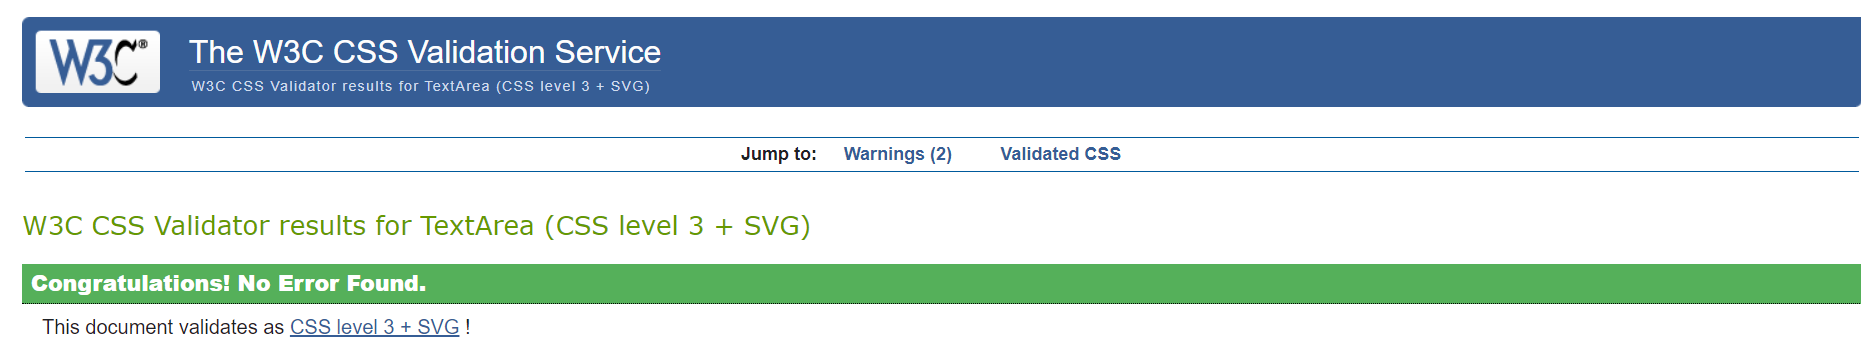 W3C®
The W3C CSS Validation Service
W3C CSS Validator results for TextArea (CSS level 3 + SVG)
Jump to: Warnings (2) Validated CSS
W3C CSS Validator results for TextArea (CSS level 3 + SVG)
Congratulations! No Error Found.
This document validates as CSS level 3 + SVG !